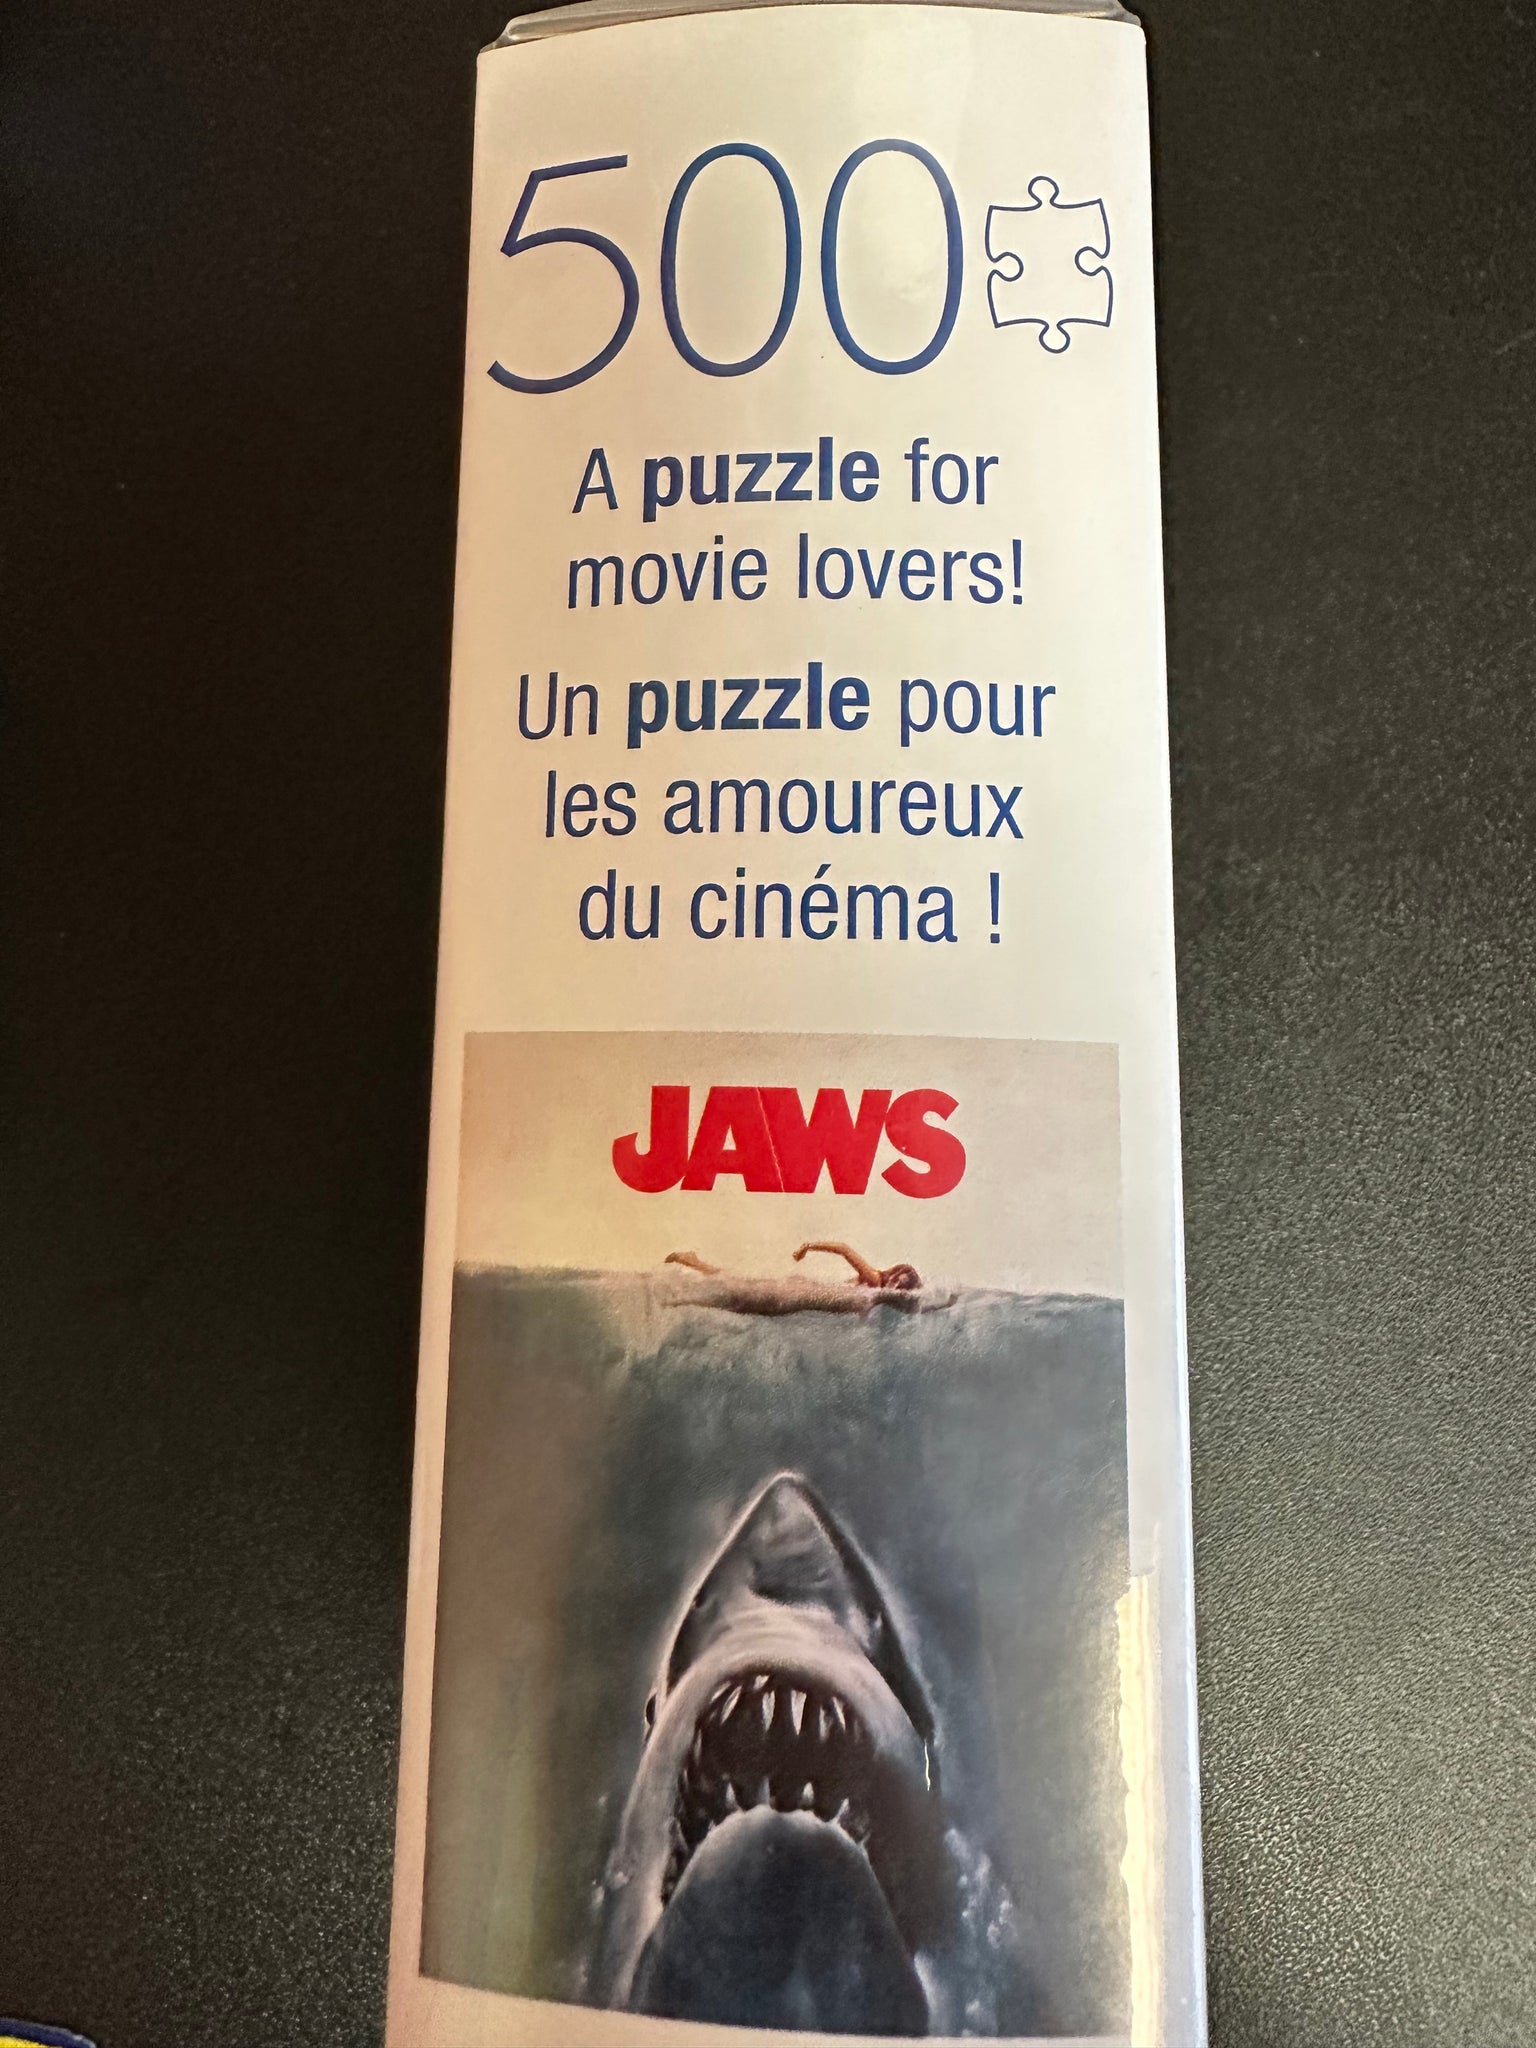 500
A puzzle for
movie lovers!
Un puzzle pour
les amoureux
du cinéma !
JAWS